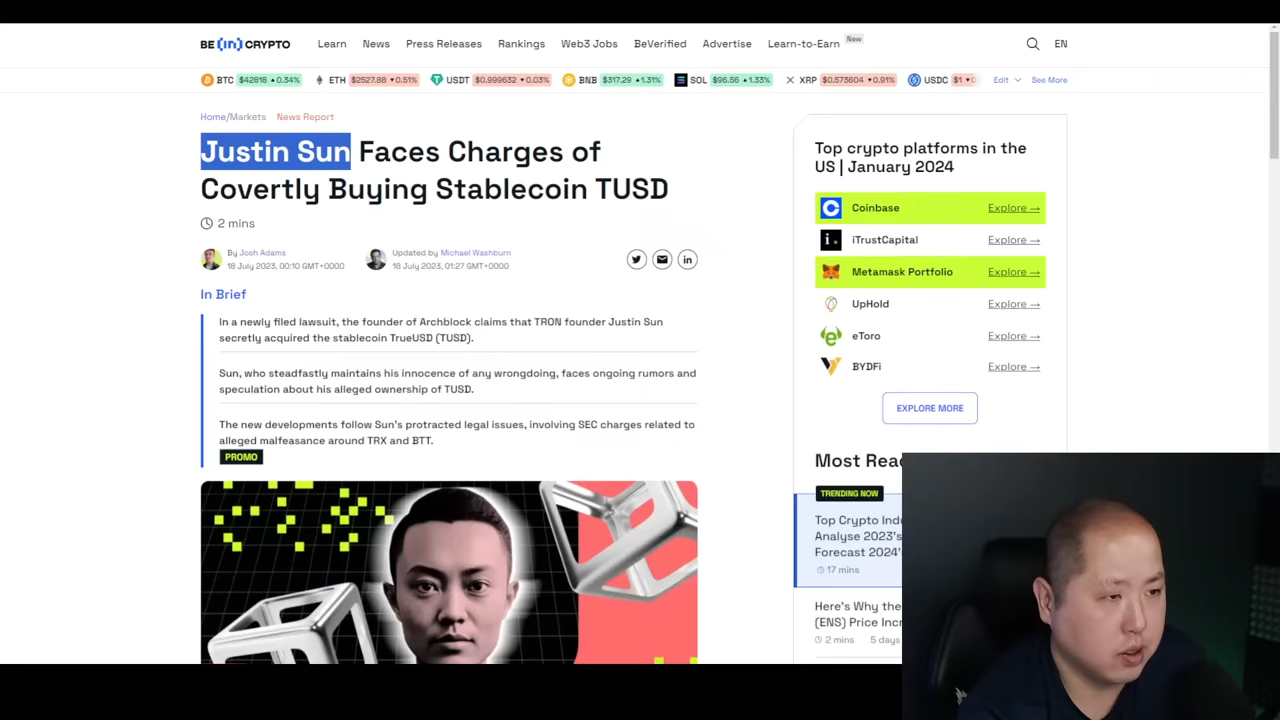 BE[in]CRYPTO Learn News Press Releases Rankings Web3 Jobs BeVerified Advertise Learn-to-Earn New EN
BTC $42818 ▲0.34% ETH $2527.88 ▼0.51% USDT $0.999632 ▼0.03% BNB $317.29 ▲1.31% SOL $96.56 ▲1.33% XRP $0.573604 ▼0.91% USDC $1 Edit See More
Home/Markets News Report
Justin Sun Faces Charges of
Covertly Buying Stablecoin TUSD
2 mins
By Josh Adams
18 July 2023, 00:10 GMT+0000
Updated by Michael Washburn
18 July 2023, 01:27 GMT+0000
In Brief
In a newly filed lawsuit, the founder of Archblock claims that TRON founder Justin Sun
secretly acquired the stablecoin TrueUSD (TUSD).
Sun, who steadfastly maintains his innocence of any wrongdoing, faces ongoing rumors and
speculation about his alleged ownership of TUSD.
The new developments follow Sun's protracted legal issues, involving SEC charges related to
alleged malfeasance around TRX and BTT.
PROMO
Top crypto platforms in the
US | January 2024
Coinbase Explore →
iTrustCapital Explore →
Metamask Portfolio Explore →
UpHold Explore →
eToro Explore →
BYDFi Explore →
EXPLORE MORE
Most Rea
TRENDING NOW
Top Crypto Indu
Analyse 2023's
Forecast 2024'
17 mins
Here's Why the
(ENS) Price Incr
2 mins 5 days